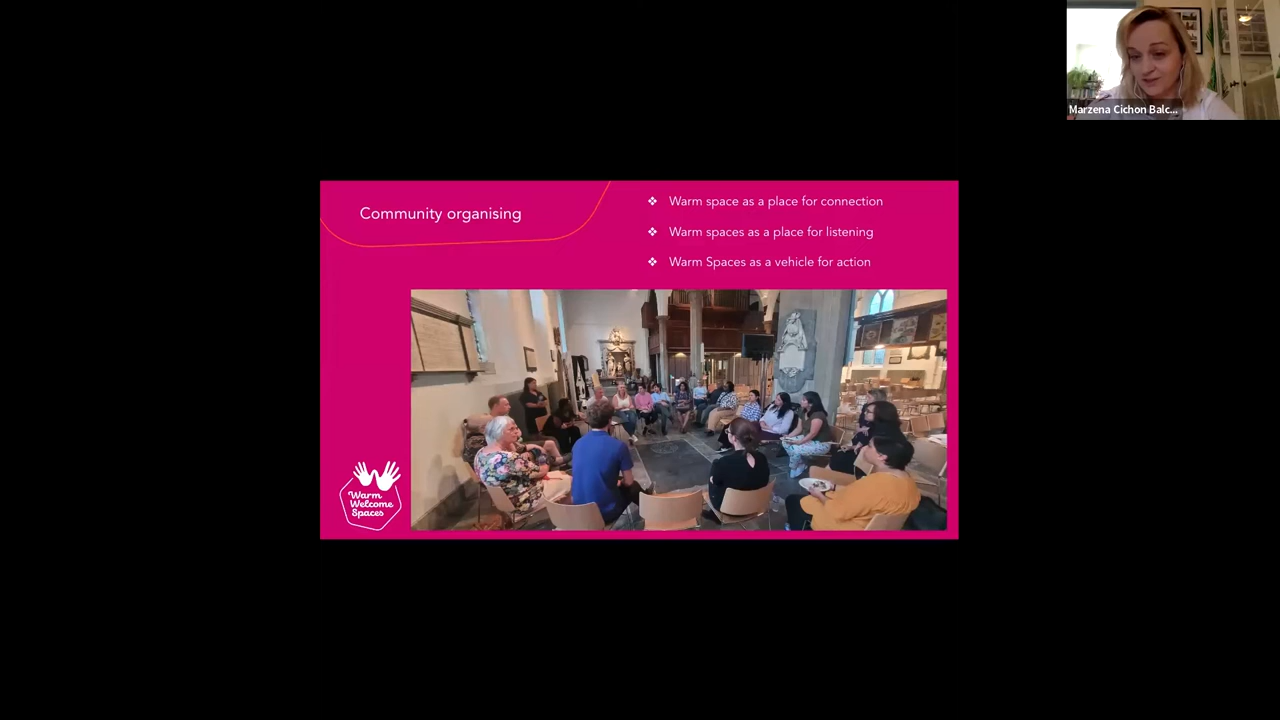 Marzena Cichon Balc...
Community organising
❖ Warm space as a place for connection
❖ Warm spaces as a place for listening
❖ Warm Spaces as a vehicle for action
Warm
Welcome
Spaces